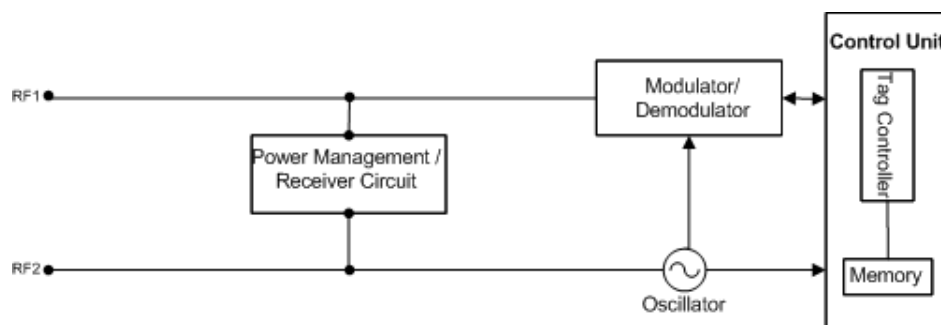 RF1
RF2
Power Management /
Receiver Circuit
Modulator/
Demodulator
Oscillator
Control Unit
Tag Controller
Memory